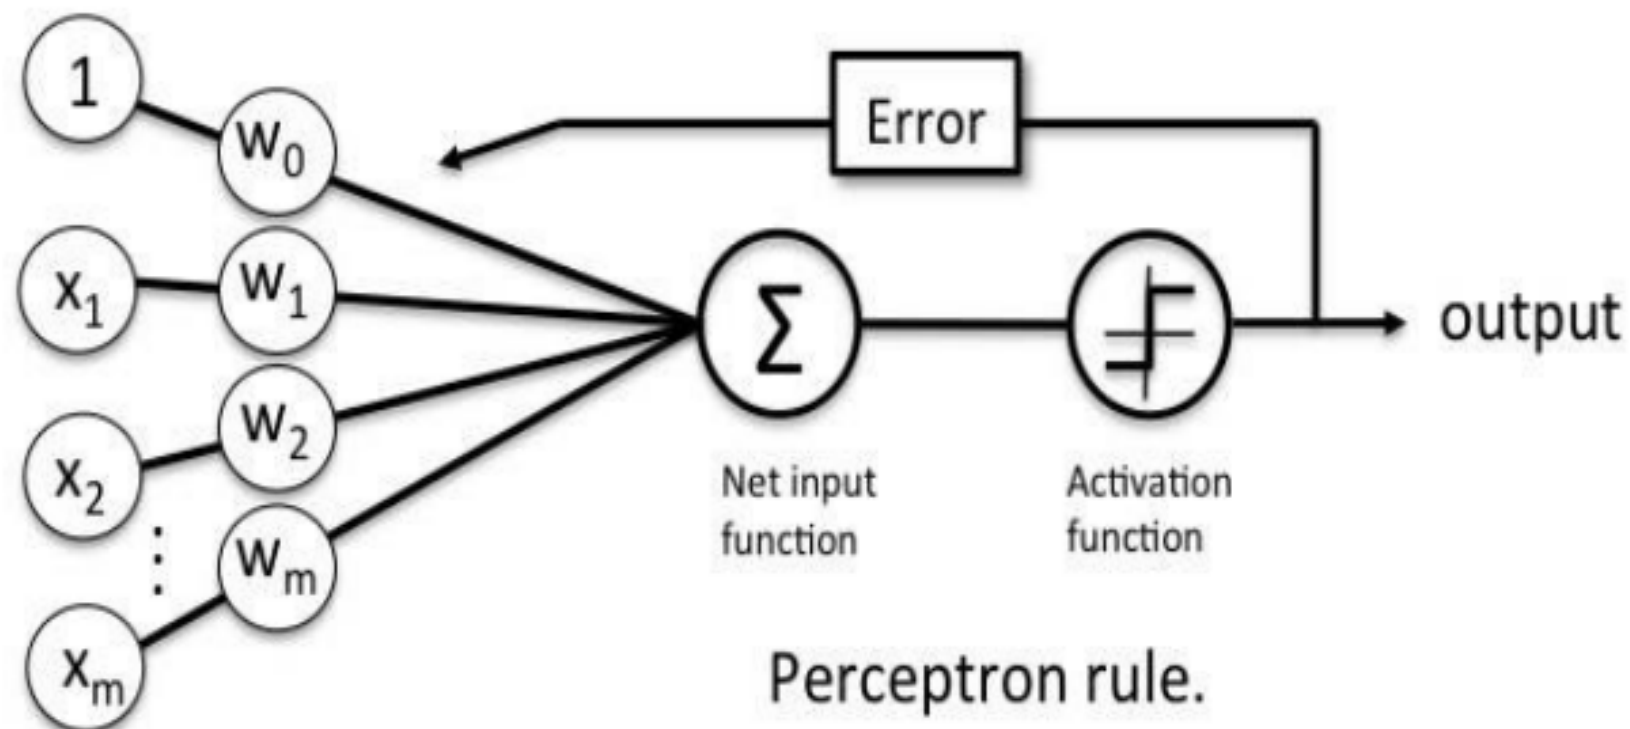 1
w₀
Error
x₁
w₁
Σ
output
x₂
w₂
Net input
function
Activation
function
⋮
wₘ
xₘ
Perceptron rule.